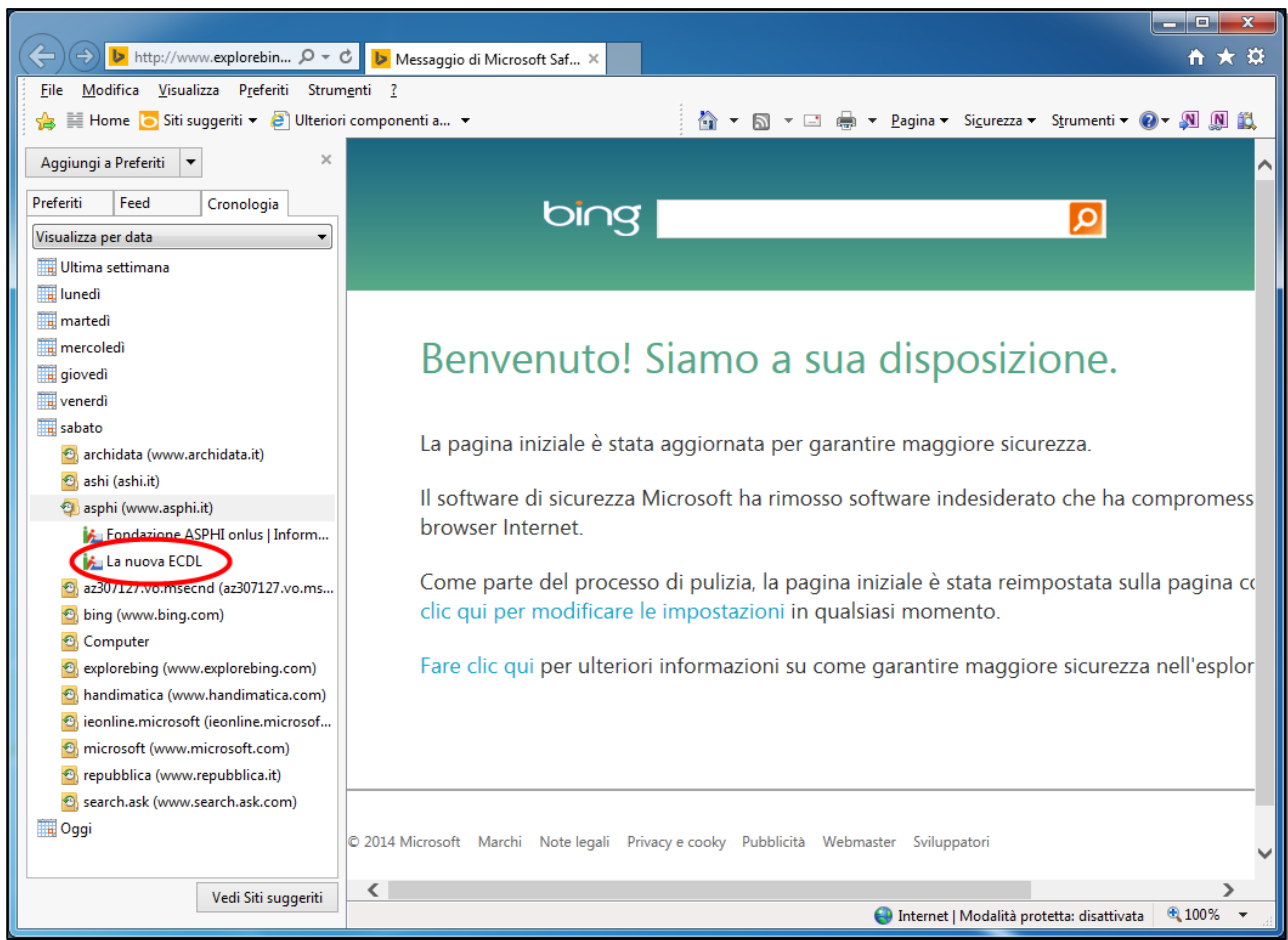 http://www.explorebin...
Messaggio di Microsoft Saf...
File Modifica Visualizza Preferiti Strumenti ?
Home Siti suggeriti Ulteriori componenti a...
Pagina Sicurezza Strumenti
Aggiungi a Preferiti
Preferiti Feed Cronologia
Visualizza per data
Ultima settimana
lunedì
martedì
mercoledì
giovedì
venerdì
sabato
archidata (www.archidata.it)
ashi (ashi.it)
asphi (www.asphi.it)
Fondazione ASPHI onlus | Inform...
La nuova ECDL
az307127.vo.msecnd (az307127.vo.ms...
bing (www.bing.com)
Computer
explorebing (www.explorebing.com)
handimatica (www.handimatica.com)
ieonline.microsoft (ieonline.microsof...
microsoft (www.microsoft.com)
repubblica (www.repubblica.it)
search.ask (www.search.ask.com)
Oggi
Vedi Siti suggeriti
bing
Benvenuto! Siamo a sua disposizione.
La pagina iniziale è stata aggiornata per garantire maggiore sicurezza.
Il software di sicurezza Microsoft ha rimosso software indesiderato che ha compromess
browser Internet.
Come parte del processo di pulizia, la pagina iniziale è stata reimpostata sulla pagina co
clic qui per modificare le impostazioni in qualsiasi momento.
Fare clic qui per ulteriori informazioni su come garantire maggiore sicurezza nell'esplor
© 2014 Microsoft Marchi Note legali Privacy e cooky Pubblicità Webmaster Sviluppatori
Internet | Modalità protetta: disattivata 100%